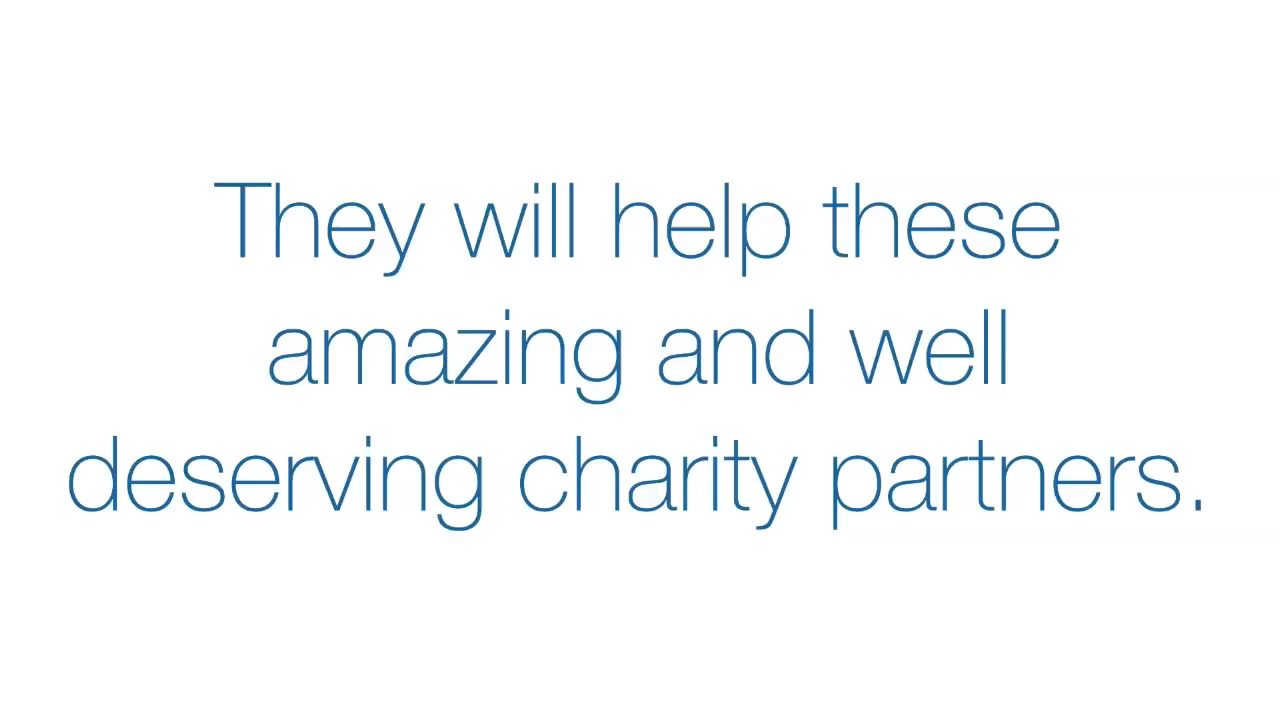 They will help these
amazing and well
deserving charity partners.